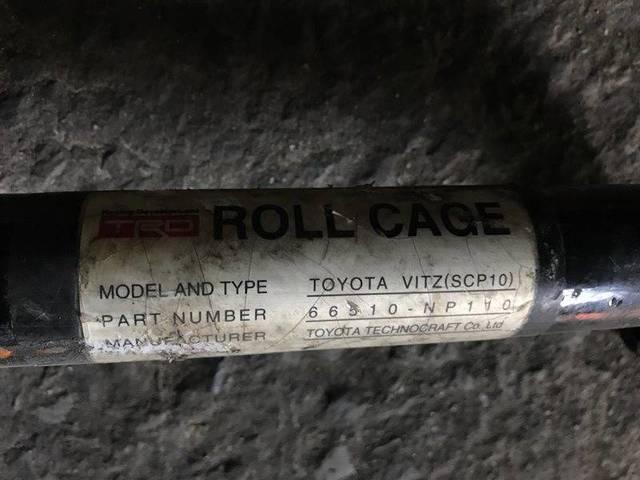 TRD ROLL CAGE
MODEL AND TYPE TOYOTA VITZ(SCP10)
PART NUMBER 66510-NP110
MANUFACTURER TOYOTA TECHNOCRAFT Co. Ltd